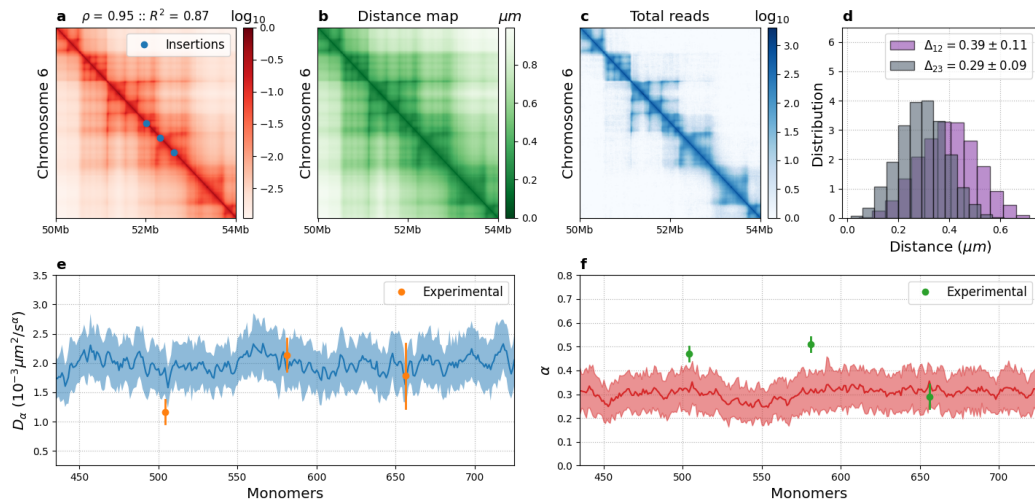 a ρ = 0.95 :: R² = 0.87 log₁₀
Insertions
Chromosome 6
0.0
−0.5
−1.0
−1.5
−2.0
−2.5
50Mb 52Mb 54Mb
b Distance map μm
Chromosome 6
0.8
0.6
0.4
0.2
0.0
50Mb 52Mb 54Mb
c Total reads log₁₀
Chromosome 6
3.0
2.5
2.0
1.5
1.0
0.5
0.0
50Mb 52Mb 54Mb
d
Δ₁₂ = 0.39 ± 0.11
Δ₂₃ = 0.29 ± 0.09
Distribution
6
5
4
3
2
1
0
0.0 0.2 0.4 0.6
Distance (μm)
e
Experimental
D_α (10⁻³μm²/s^α)
3.5
3.0
2.5
2.0
1.5
1.0
0.5
450 500 550 600 650 700
Monomers
f
Experimental
α
0.8
0.7
0.6
0.5
0.4
0.3
0.2
0.1
0.0
450 500 550 600 650 700
Monomers